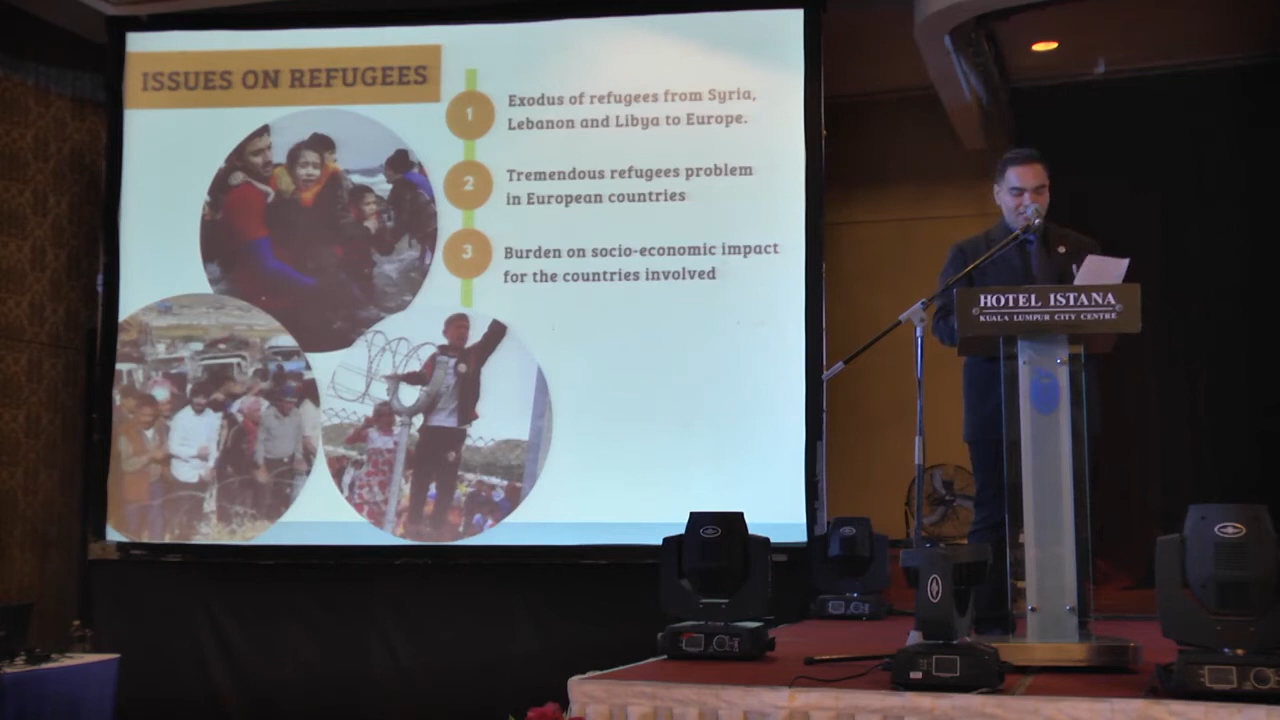 ISSUES ON REFUGEES
1
Exodus of refugees from Syria,
Lebanon and Libya to Europe.
2
Tremendous refugees problem
in European countries
3
Burden on socio-economic impact
for the countries involved
HOTEL ISTANA
KUALA LUMPUR CITY CENTRE